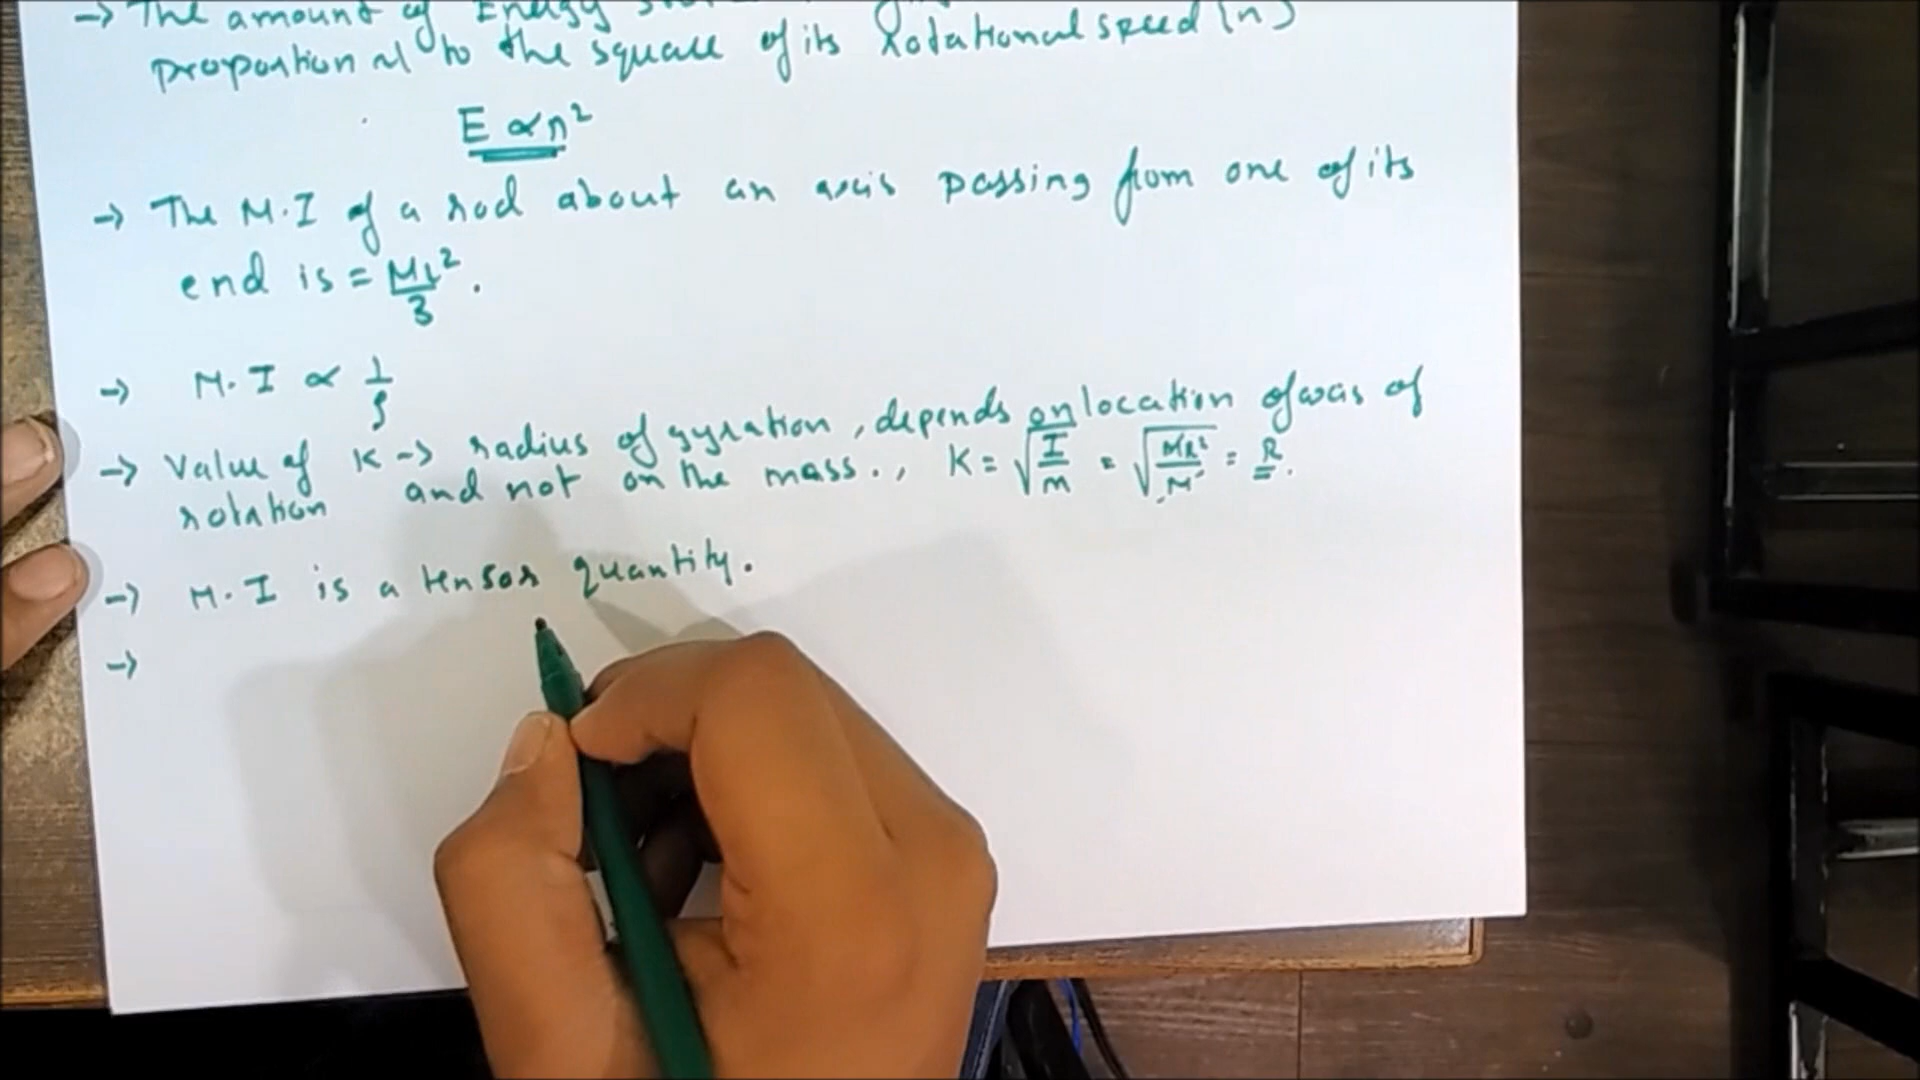 → The amount of Energy
proportional to the square of its rotational speed (n)
E ∝ n²
→ The M.I of a rod about an axis passing from one of its
end is = ML²/3 .
→ M.I ∝ 1/ρ
→ Value of K → radius of gyration , depends on location of axis of
rotation and not on the mass . , K = √(I/m) = √(MR²/M) = R .
→ M.I is a tensor quantity .
→